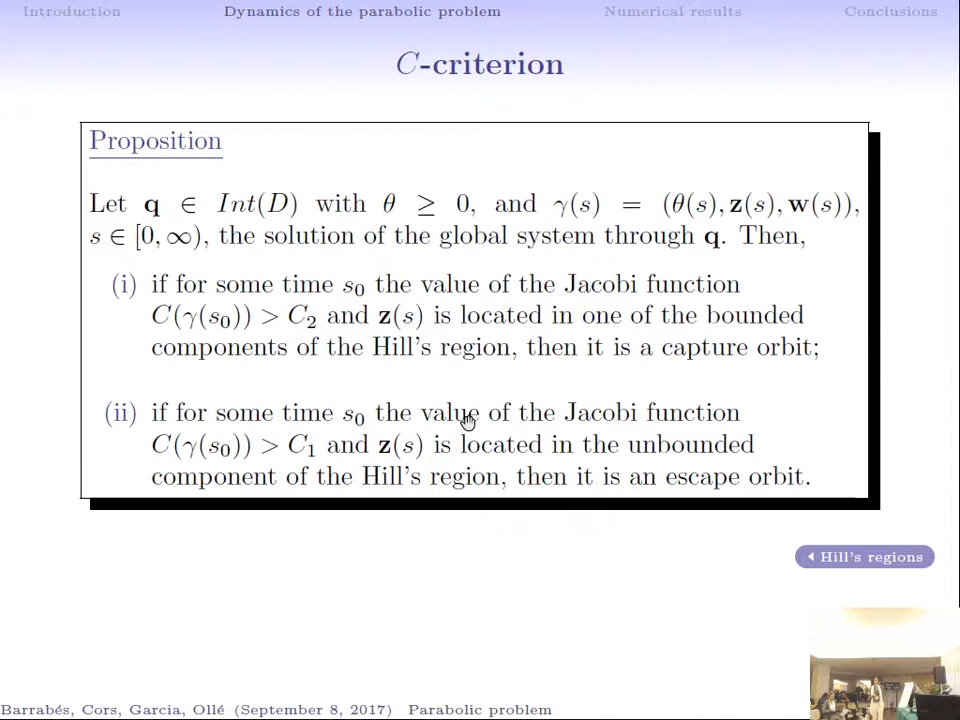 Introduction Dynamics of the parabolic problem Numerical results Conclusions
C-criterion
Proposition
Let q ∈ Int(D) with θ ≥ 0, and γ(s) = (θ(s), z(s), w(s)),
s ∈ [0, ∞), the solution of the global system through q. Then,
(i) if for some time s₀ the value of the Jacobi function
C(γ(s₀)) > C₂ and z(s) is located in one of the bounded
components of the Hill's region, then it is a capture orbit;
(ii) if for some time s₀ the value of the Jacobi function
C(γ(s₀)) > C₁ and z(s) is located in the unbounded
component of the Hill's region, then it is an escape orbit.
Hill's regions
Barrabés, Cors, Garcia, Ollé (September 8, 2017) Parabolic problem